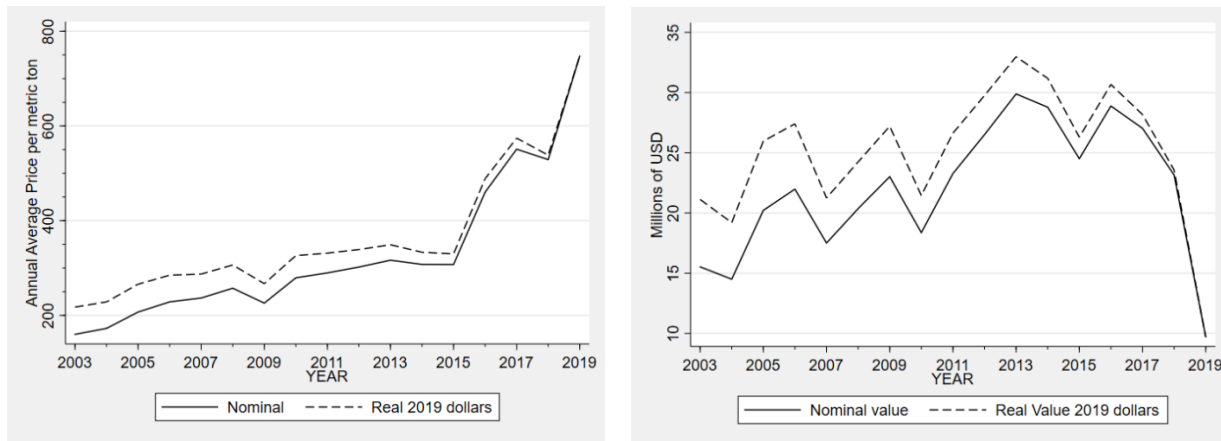 Annual Average Price per metric ton
800
600
400
200
2003 2005 2007 2009 2011 2013 2015 2017 2019
YEAR
Nominal Real 2019 dollars
Millions of USD
35
30
25
20
15
10
2003 2005 2007 2009 2011 2013 2015 2017 2019
YEAR
Nominal value Real Value 2019 dollars